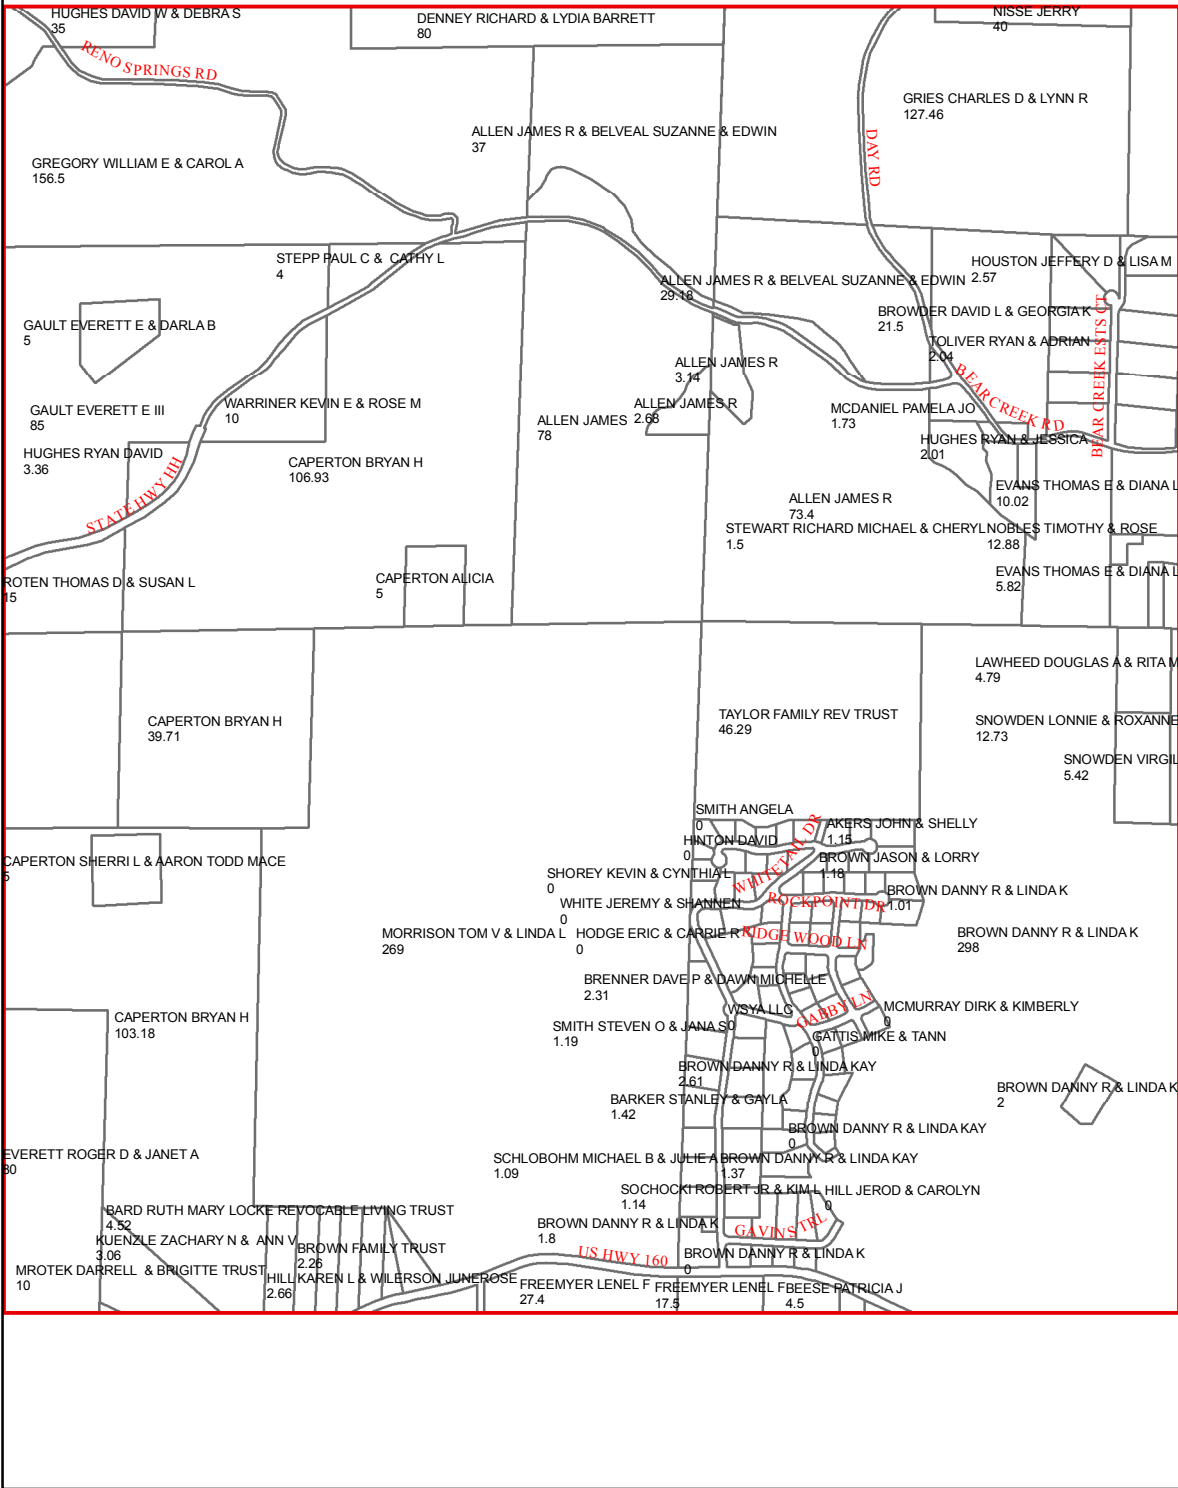 HUGHES DAVID W & DEBRA S
35
DENNEY RICHARD & LYDIA BARRETT
80
NISSE JERRY
40
RENO SPRINGS RD
GRIES CHARLES D & LYNN R
127.46
ALLEN JAMES R & BELVEAL SUZANNE & EDWIN
37
DAY RD
GREGORY WILLIAM E & CAROL A
156.5
STEPP PAUL C & CATHY L
4
HOUSTON JEFFERY D & LISA M
2.57
ALLEN JAMES R & BELVEAL SUZANNE & EDWIN
29.18
BROWDER DAVID L & GEORGIA K
21.5
GAULT EVERETT E & DARLA B
5
TOLIVER RYAN & ADRIAN
2.04
BEAR CREEK ESTS CT
ALLEN JAMES R
3.14
BEAR CREEK RD
GAULT EVERETT E III
85
WARRINER KEVIN E & ROSE M
10
ALLEN JAMES R
2.68
ALLEN JAMES
78
MCDANIEL PAMELA JO
1.73
HUGHES RYAN & JESSICA
2.01
HUGHES RYAN DAVID
3.36
CAPERTON BRYAN H
106.93
STATE HWY HH
EVANS THOMAS E & DIANA L
10.02
ALLEN JAMES R
73.4
STEWART RICHARD MICHAEL & CHERYL
1.5
NOBLES TIMOTHY & ROSE
12.88
ROTEN THOMAS D & SUSAN L
15
CAPERTON ALICIA
5
EVANS THOMAS E & DIANA L
5.82
LAWHEED DOUGLAS A & RITA M
4.79
CAPERTON BRYAN H
39.71
TAYLOR FAMILY REV TRUST
46.29
SNOWDEN LONNIE & ROXANNE
12.73
SNOWDEN VIRGIL
5.42
SMITH ANGELA
0
AKERS JOHN & SHELLY
1.15
HINTON DAVID
0
WHITETAIL DR
CAPERTON SHERRI L & AARON TODD MACE
5
BROWN JASON & LORRY
1.18
SHOREY KEVIN & CYNTHIA L
0
BROWN DANNY R & LINDA K
1.01
WHITE JEREMY & SHANNEN
0
ROCKPOINT DR
MORRISON TOM V & LINDA L
269
HODGE ERIC & CARRIE R
0
RIDGE WOOD LN
BROWN DANNY R & LINDA K
298
BRENNER DAVE P & DAWN MICHELLE
2.31
WSYA LLC
0
GABBY LN
MCMURRAY DIRK & KIMBERLY
0
CAPERTON BRYAN H
103.18
SMITH STEVEN O & JANA S
1.19
GATTIS MIKE & TANN
0
BROWN DANNY R & LINDA KAY
2.61
BROWN DANNY R & LINDA K
2
BARKER STANLEY & GAYLA
1.42
BROWN DANNY R & LINDA KAY
0
EVERETT ROGER D & JANET A
80
SCHLOBOHM MICHAEL B & JULIE A
1.09
BROWN DANNY R & LINDA KAY
1.37
SOCHOCKI ROBERT JR & KIM L
1.14
HILL JEROD & CAROLYN
0
BARD RUTH MARY LOCKE REVOCABLE LIVING TRUST
4.52
BROWN DANNY R & LINDA K
1.8
GAVINS TRL
KUENZLE ZACHARY N & ANN V
3.06
BROWN FAMILY TRUST
2.26
US HWY 160
BROWN DANNY R & LINDA K
0
MROTEK DARRELL & BRIGITTE TRUST
10
HILL KAREN L & WILERSON JUNEROSE
2.66
FREEMYER LENEL F
27.4
FREEMYER LENEL F
17.5
BEESE PATRICIA J
4.5